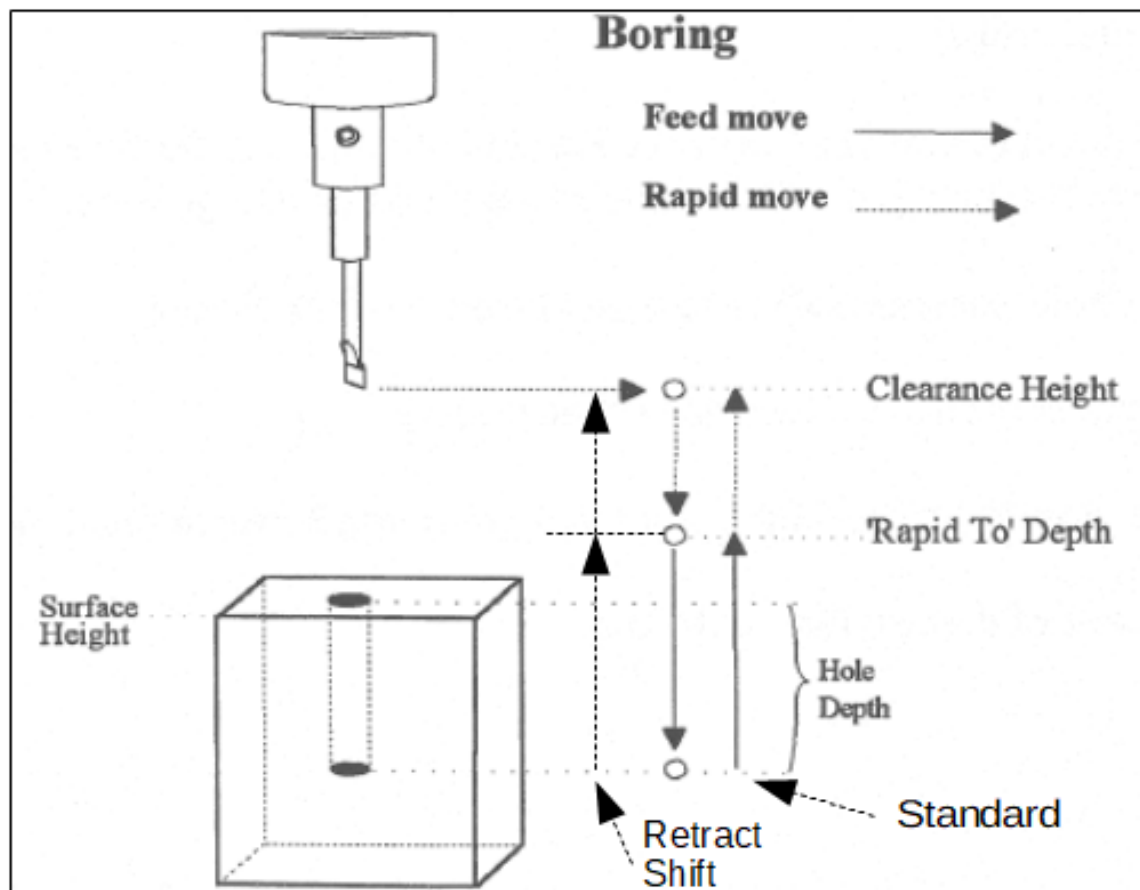 Boring
Feed move
Rapid move
Clearance Height
'Rapid To' Depth
Surface
Height
Hole
Depth
Standard
Retract
Shift